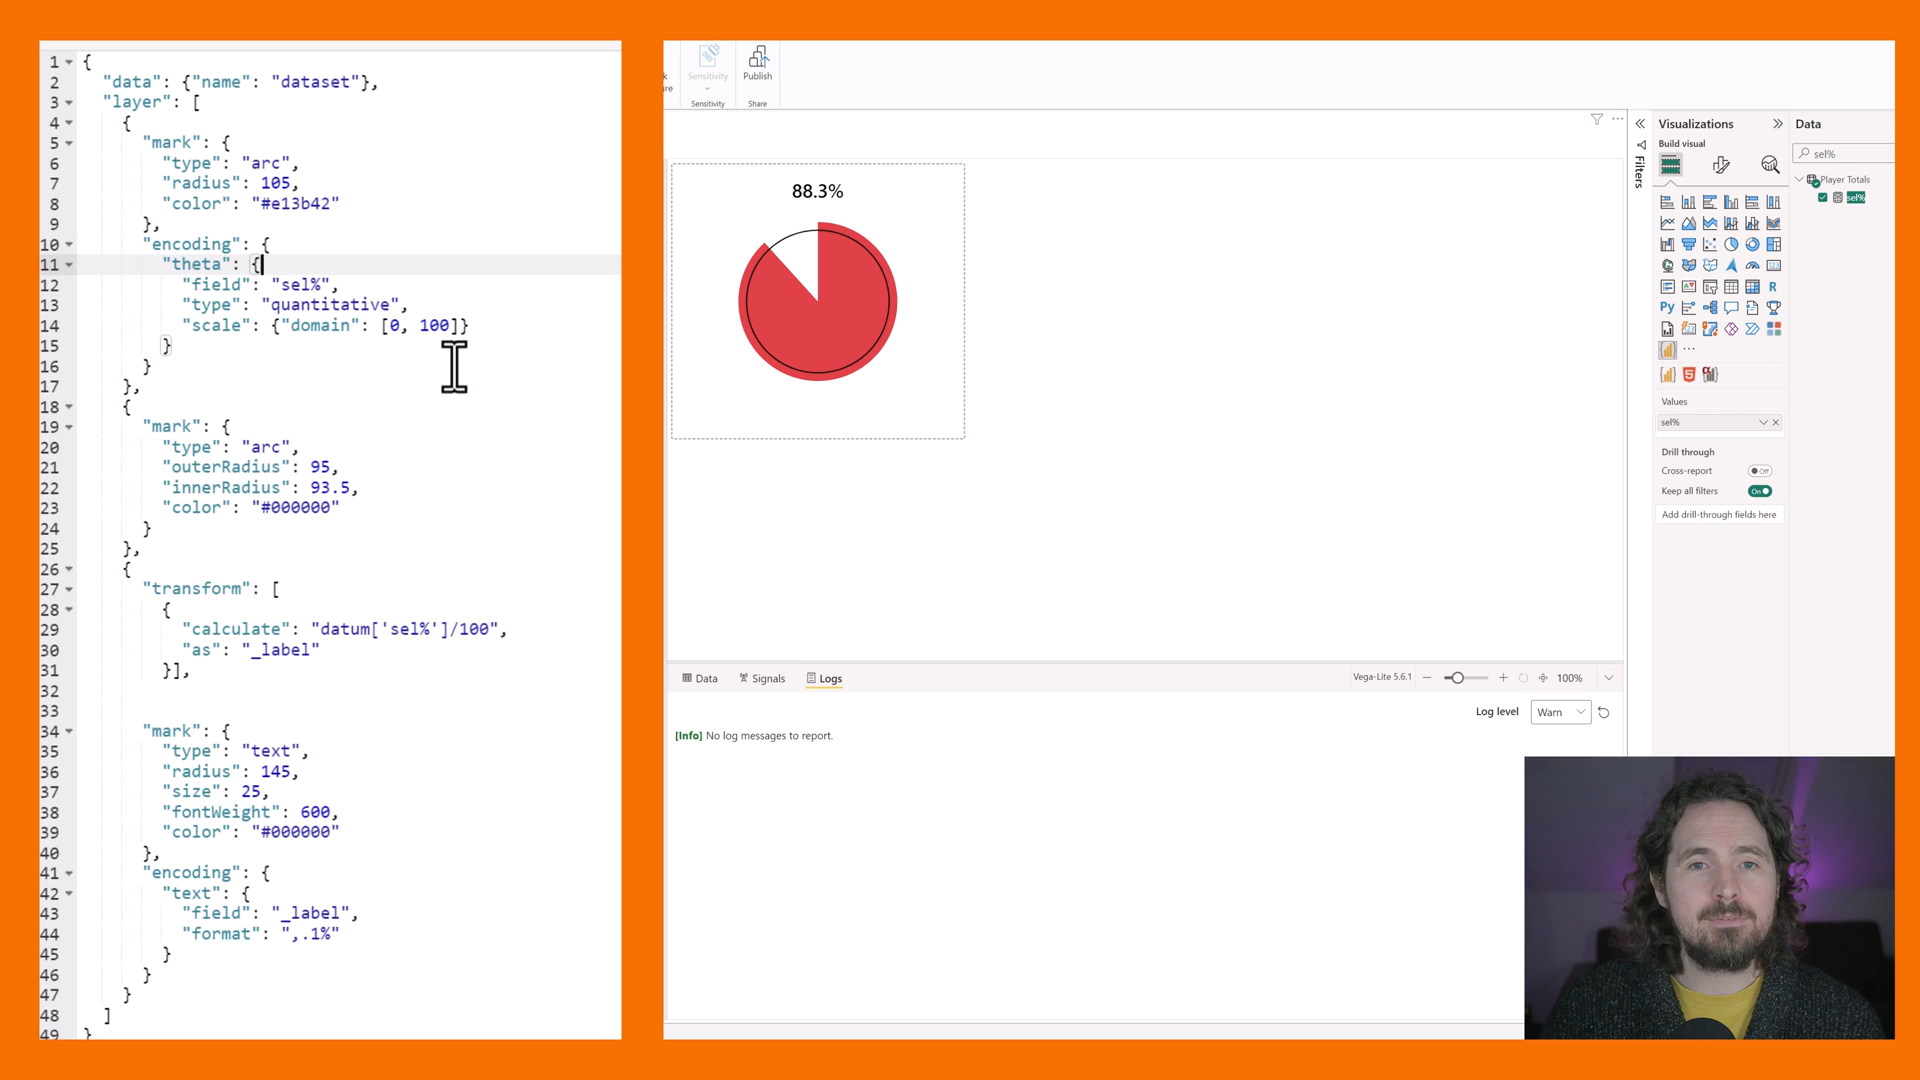 1 {
2 "data": {"name": "dataset"},
3 "layer": [
4 {
5 "mark": {
6 "type": "arc",
7 "radius": 105,
8 "color": "#e13b42"
9 },
10 "encoding": {
11 "theta": {
12 "field": "sel%",
13 "type": "quantitative",
14 "scale": {"domain": [0, 100]}
15 }
16 }
17 },
18 {
19 "mark": {
20 "type": "arc",
21 "outerRadius": 95,
22 "innerRadius": 93.5,
23 "color": "#000000"
24 }
25 },
26 {
27 "transform": [
28 {
29 "calculate": "datum['sel%']/100",
30 "as": "_label"
31 }],
32
33
34 "mark": {
35 "type": "text",
36 "radius": 145,
37 "size": 25,
38 "fontWeight": 600,
39 "color": "#000000"
40 },
41 "encoding": {
42 "text": {
43 "field": "_label",
44 "format": ",.1%"
45 }
46 }
47 }
48 ]
49 }
Sensitivity
Publish
Sensitivity
Share
88.3%
Data
Signals
Logs
Vega-Lite 5.6.1
100%
Log level
Warn
[Info] No log messages to report.
Filters
Visualizations
Build visual
R
Py
Values
sel%
Drill through
Cross-report
Off
Keep all filters
On
Add drill-through fields here
Data
sel%
Player Totals
sel%